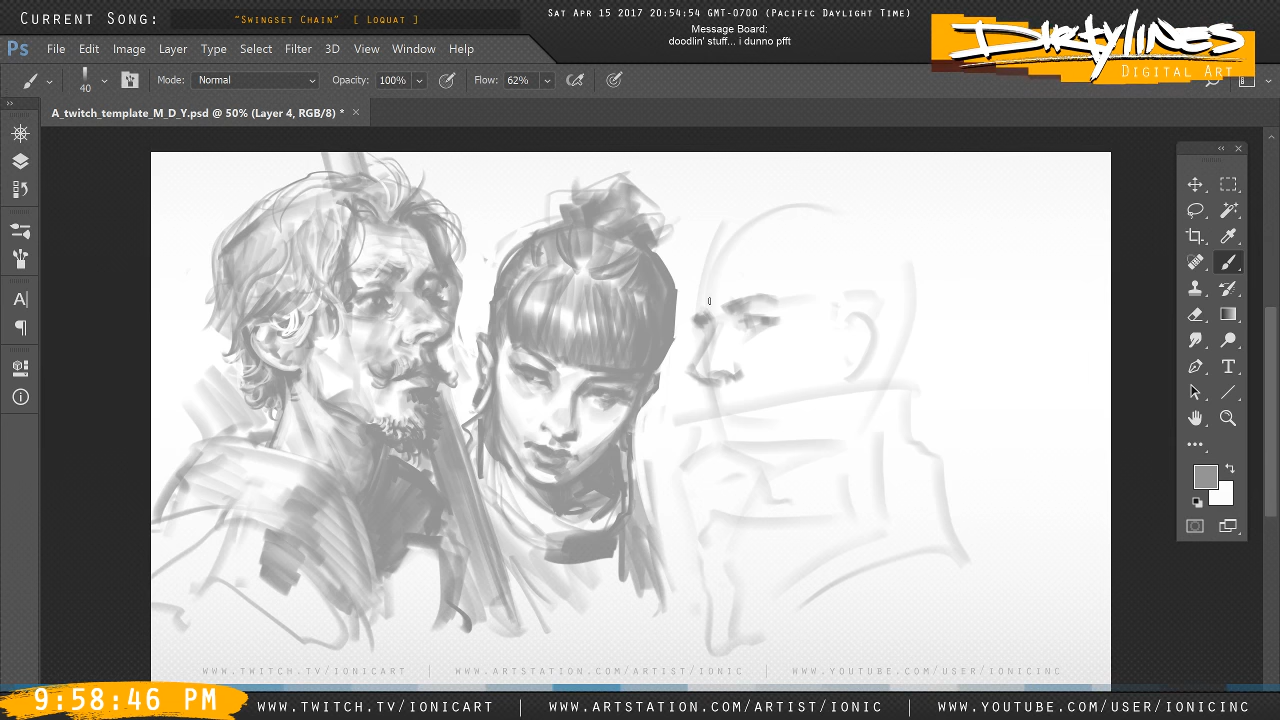 Current Song:
"Swingset Chain" [ Loquat ]
Sat Apr 15 2017 20:54:54 GMT-0700 (Pacific Daylight Time)
Message Board:
doodlin' stuff... i dunno pfft
Dirtylines
Digital Art
Ps File Edit Image Layer Type Select Filter 3D View Window Help
40 Mode: Normal Opacity: 100% Flow: 62%
A_twitch_template_M_D_Y.psd @ 50% (Layer 4, RGB/8) * ×
www.twitch.tv/ionicart | www.artstation.com/artist/ionic | www.youtube.com/user/ionicinc
9:58:46 PM
www.twitch.tv/ionicart | www.artstation.com/artist/ionic | www.youtube.com/user/ionicinc